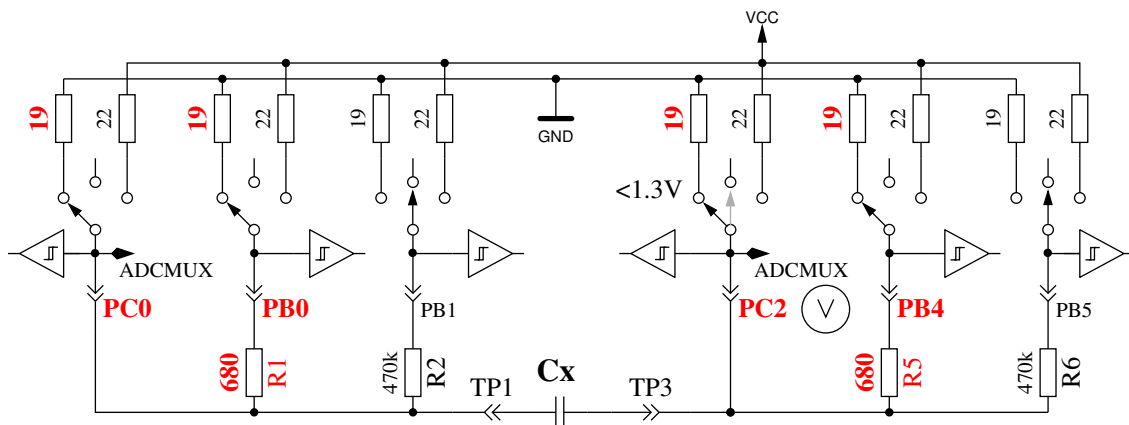 VCC
19
22
19
22
19
22
GND
19
22
19
22
19
22
<1.3V
ADCMUX
ADCMUX
PC0
PB0
PB1
PC2
V
PB4
PB5
680
R1
470k
R2
TP1
Cx
TP3
680
R5
470k
R6